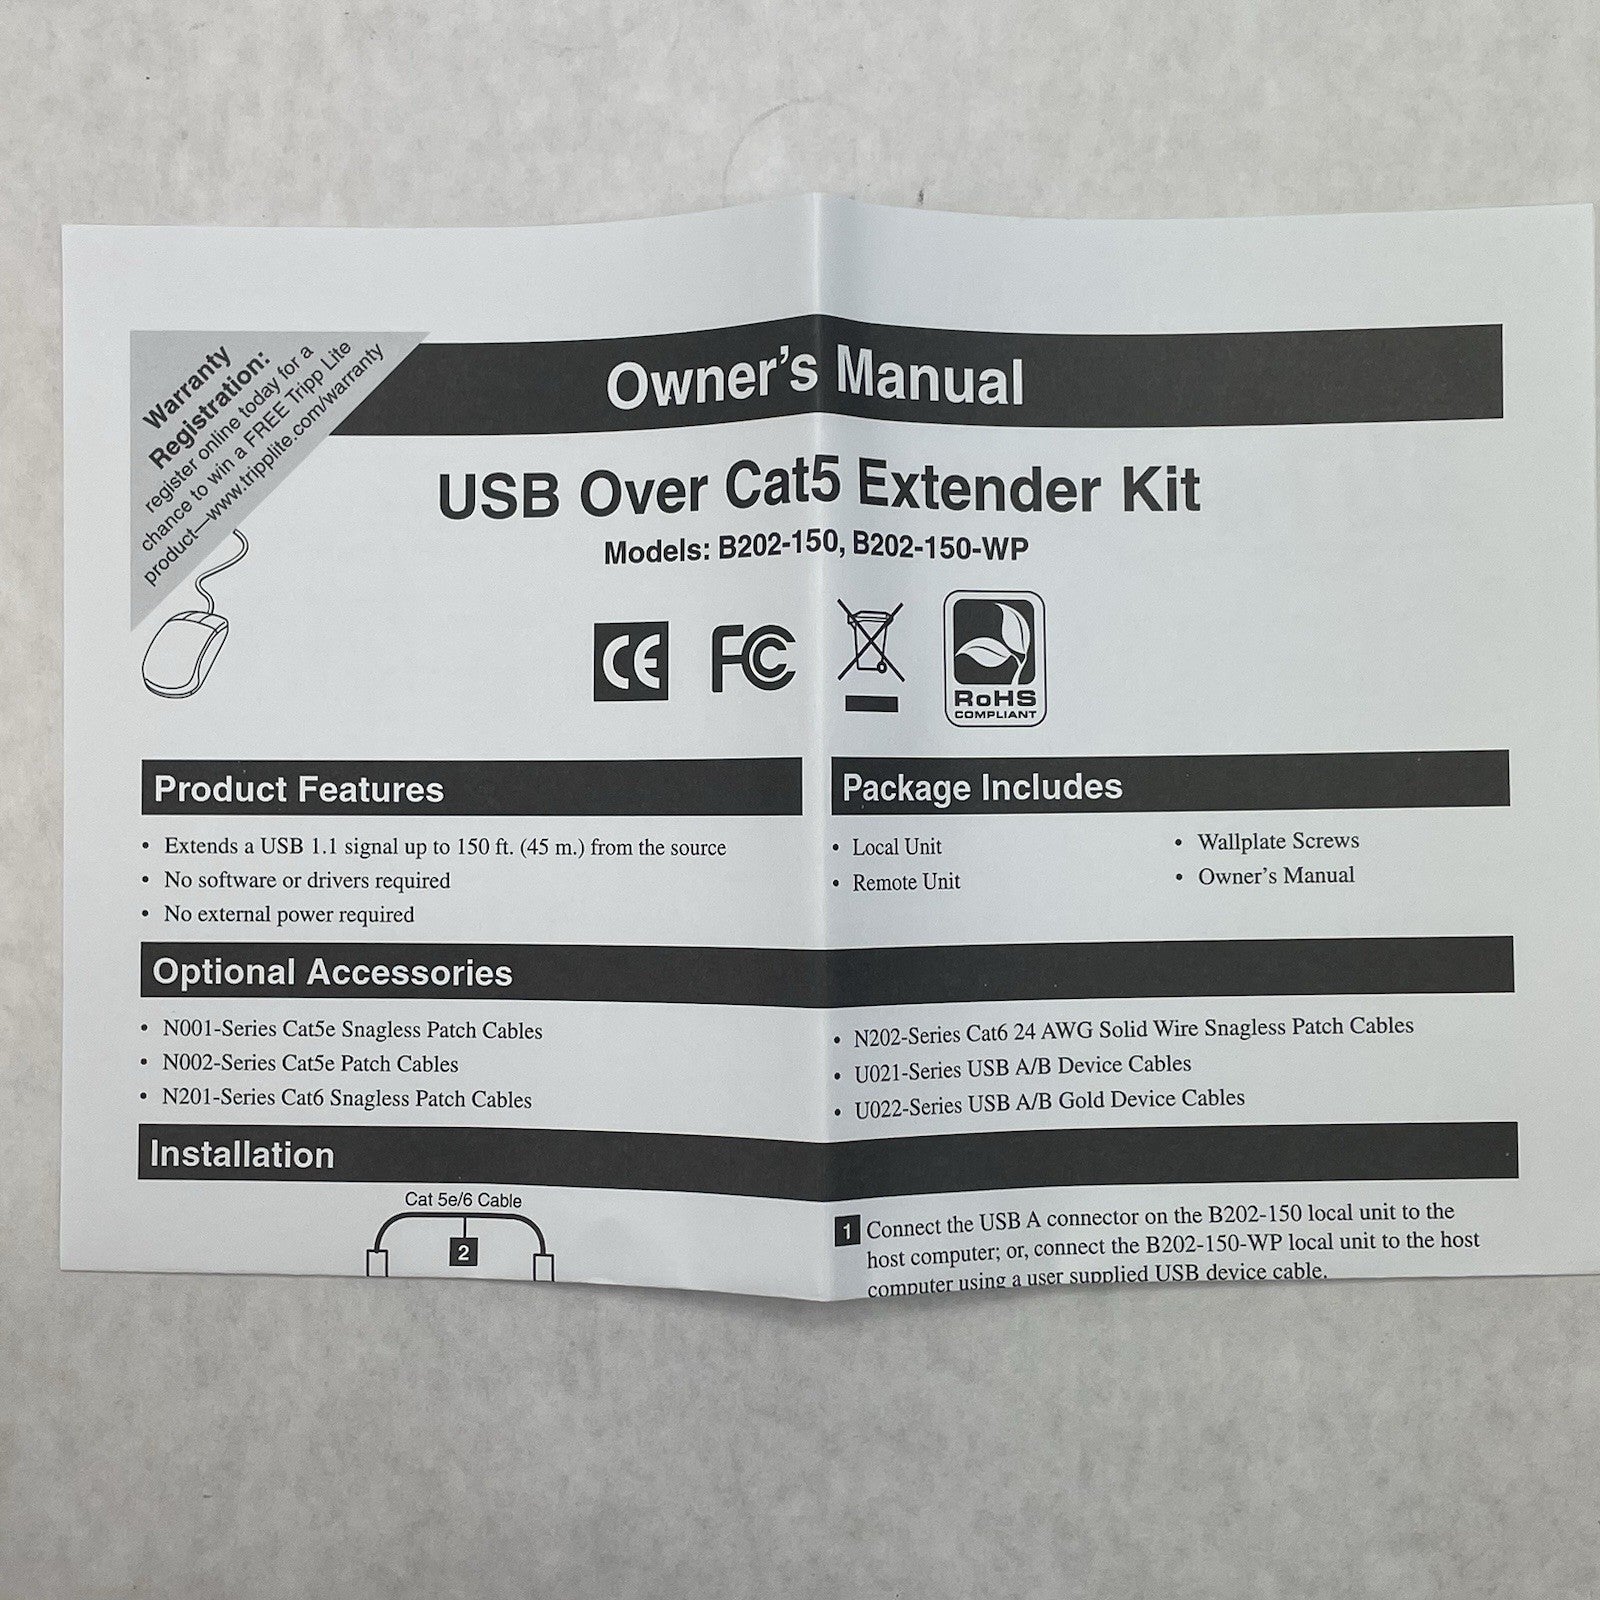 Warranty
Registration:
register online today for a
chance to win a FREE Tripp Lite
product—www.tripplite.com/warranty
Owner's Manual
USB Over Cat5 Extender Kit
Models: B202-150, B202-150-WP
CE
FC
RoHS
COMPLIANT
Product Features
• Extends a USB 1.1 signal up to 150 ft. (45 m.) from the source
• No software or drivers required
• No external power required
Package Includes
• Local Unit
• Remote Unit
• Wallplate Screws
• Owner's Manual
Optional Accessories
• N001-Series Cat5e Snagless Patch Cables
• N002-Series Cat5e Patch Cables
• N201-Series Cat6 Snagless Patch Cables
• N202-Series Cat6 24 AWG Solid Wire Snagless Patch Cables
• U021-Series USB A/B Device Cables
• U022-Series USB A/B Gold Device Cables
Installation
Cat 5e/6 Cable
2
1 Connect the USB A connector on the B202-150 local unit to the
host computer; or, connect the B202-150-WP local unit to the host
computer using a user supplied USB device cable.